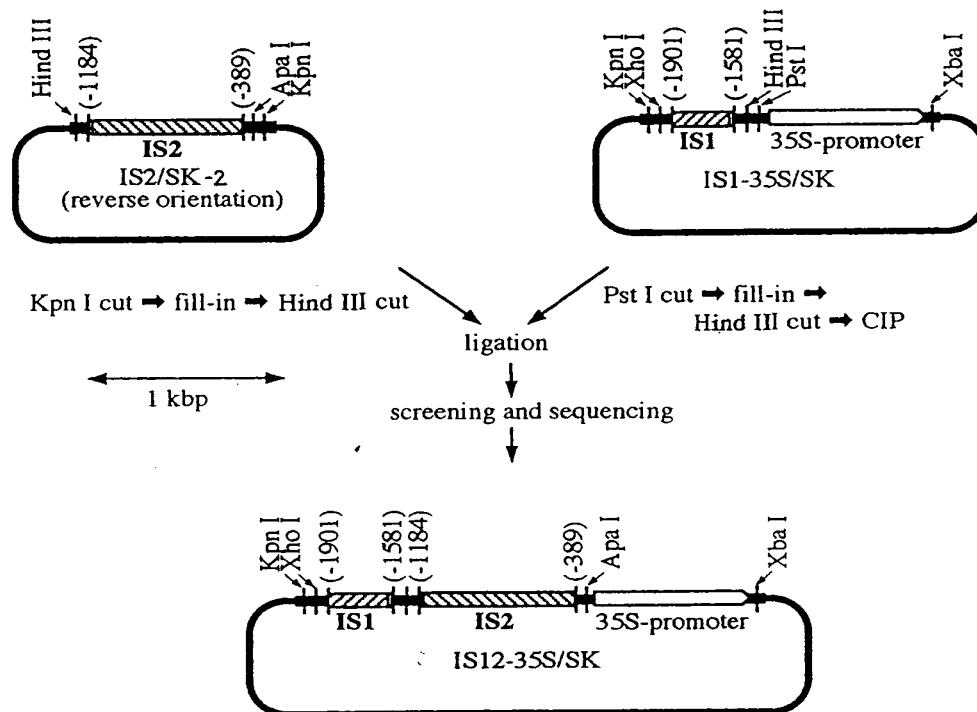 Hind III
(-1184)
(-389)
Apa I
Kpn I
IS2
IS2/SK -2
(reverse orientation)
Kpn I
Xho I
(-1901)
(-1581)
Hind III
Pst I
Xba I
IS1
35S-promoter
IS1-35S/SK
Kpn I cut ➡ fill-in ➡ Hind III cut
Pst I cut ➡ fill-in ➡
Hind III cut ➡ CIP
ligation
1 kbp
screening and sequencing
Kpn I
Xho I
(-1901)
(-1581)
(-1184)
(-389)
Apa I
Xba I
IS1
IS2
35S-promoter
IS12-35S/SK